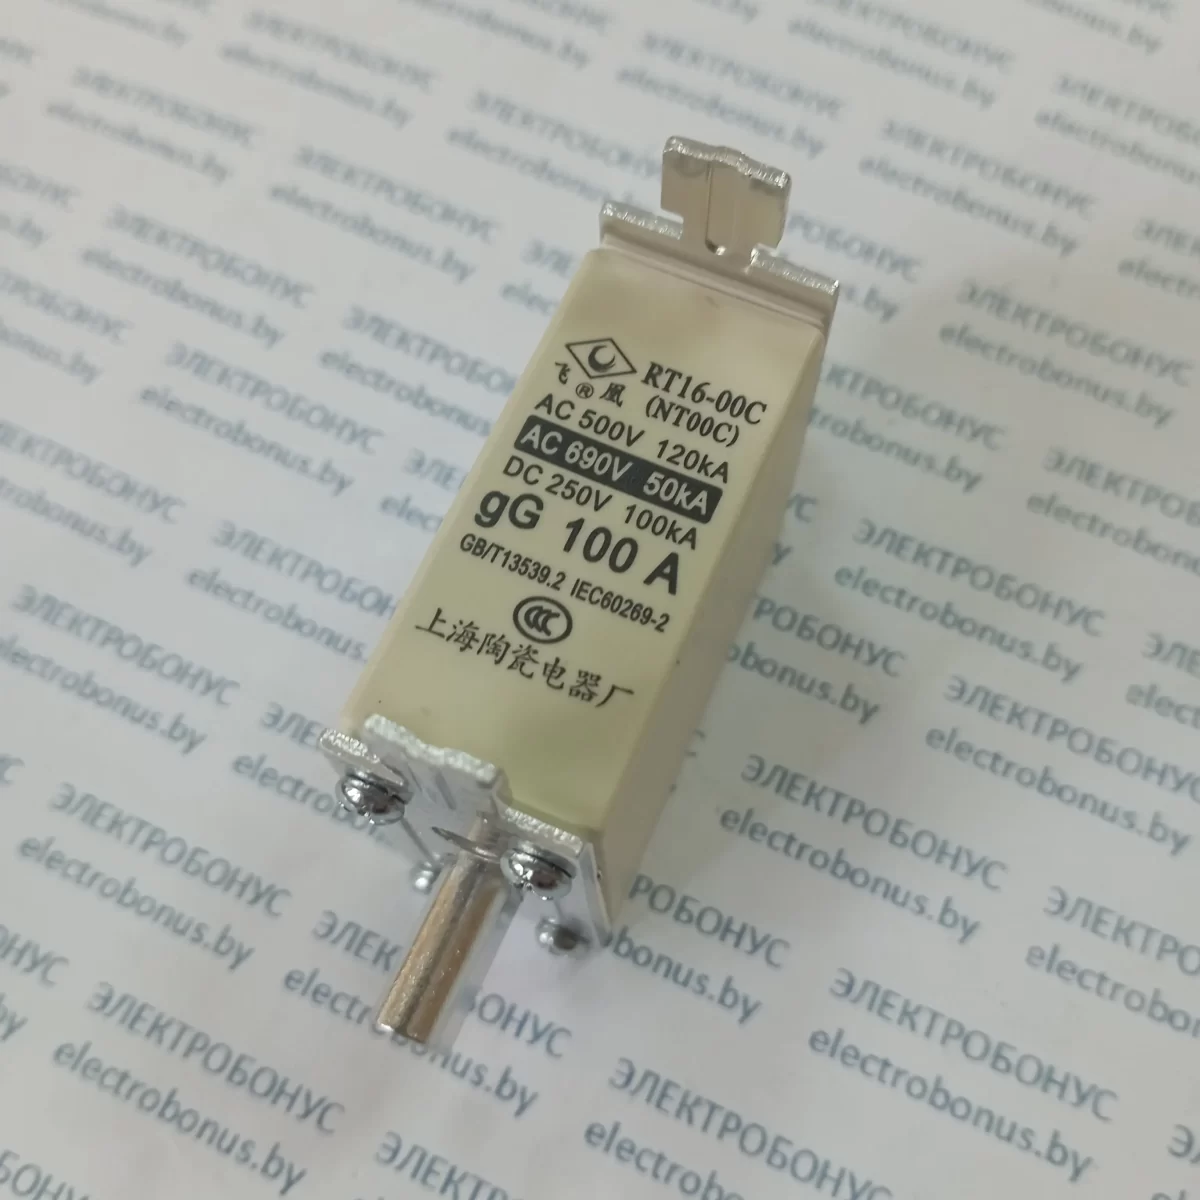 RT16-00C
飞®凰 (NT00C)
AC 500V 120kA
AC 690V 50kA
DC 250V 100kA
gG 100 A
GB/T13539.2 IEC60269-2
CCC
上海陶瓷电器厂
ЭЛЕКТРОБОНУС
electrobonus.by